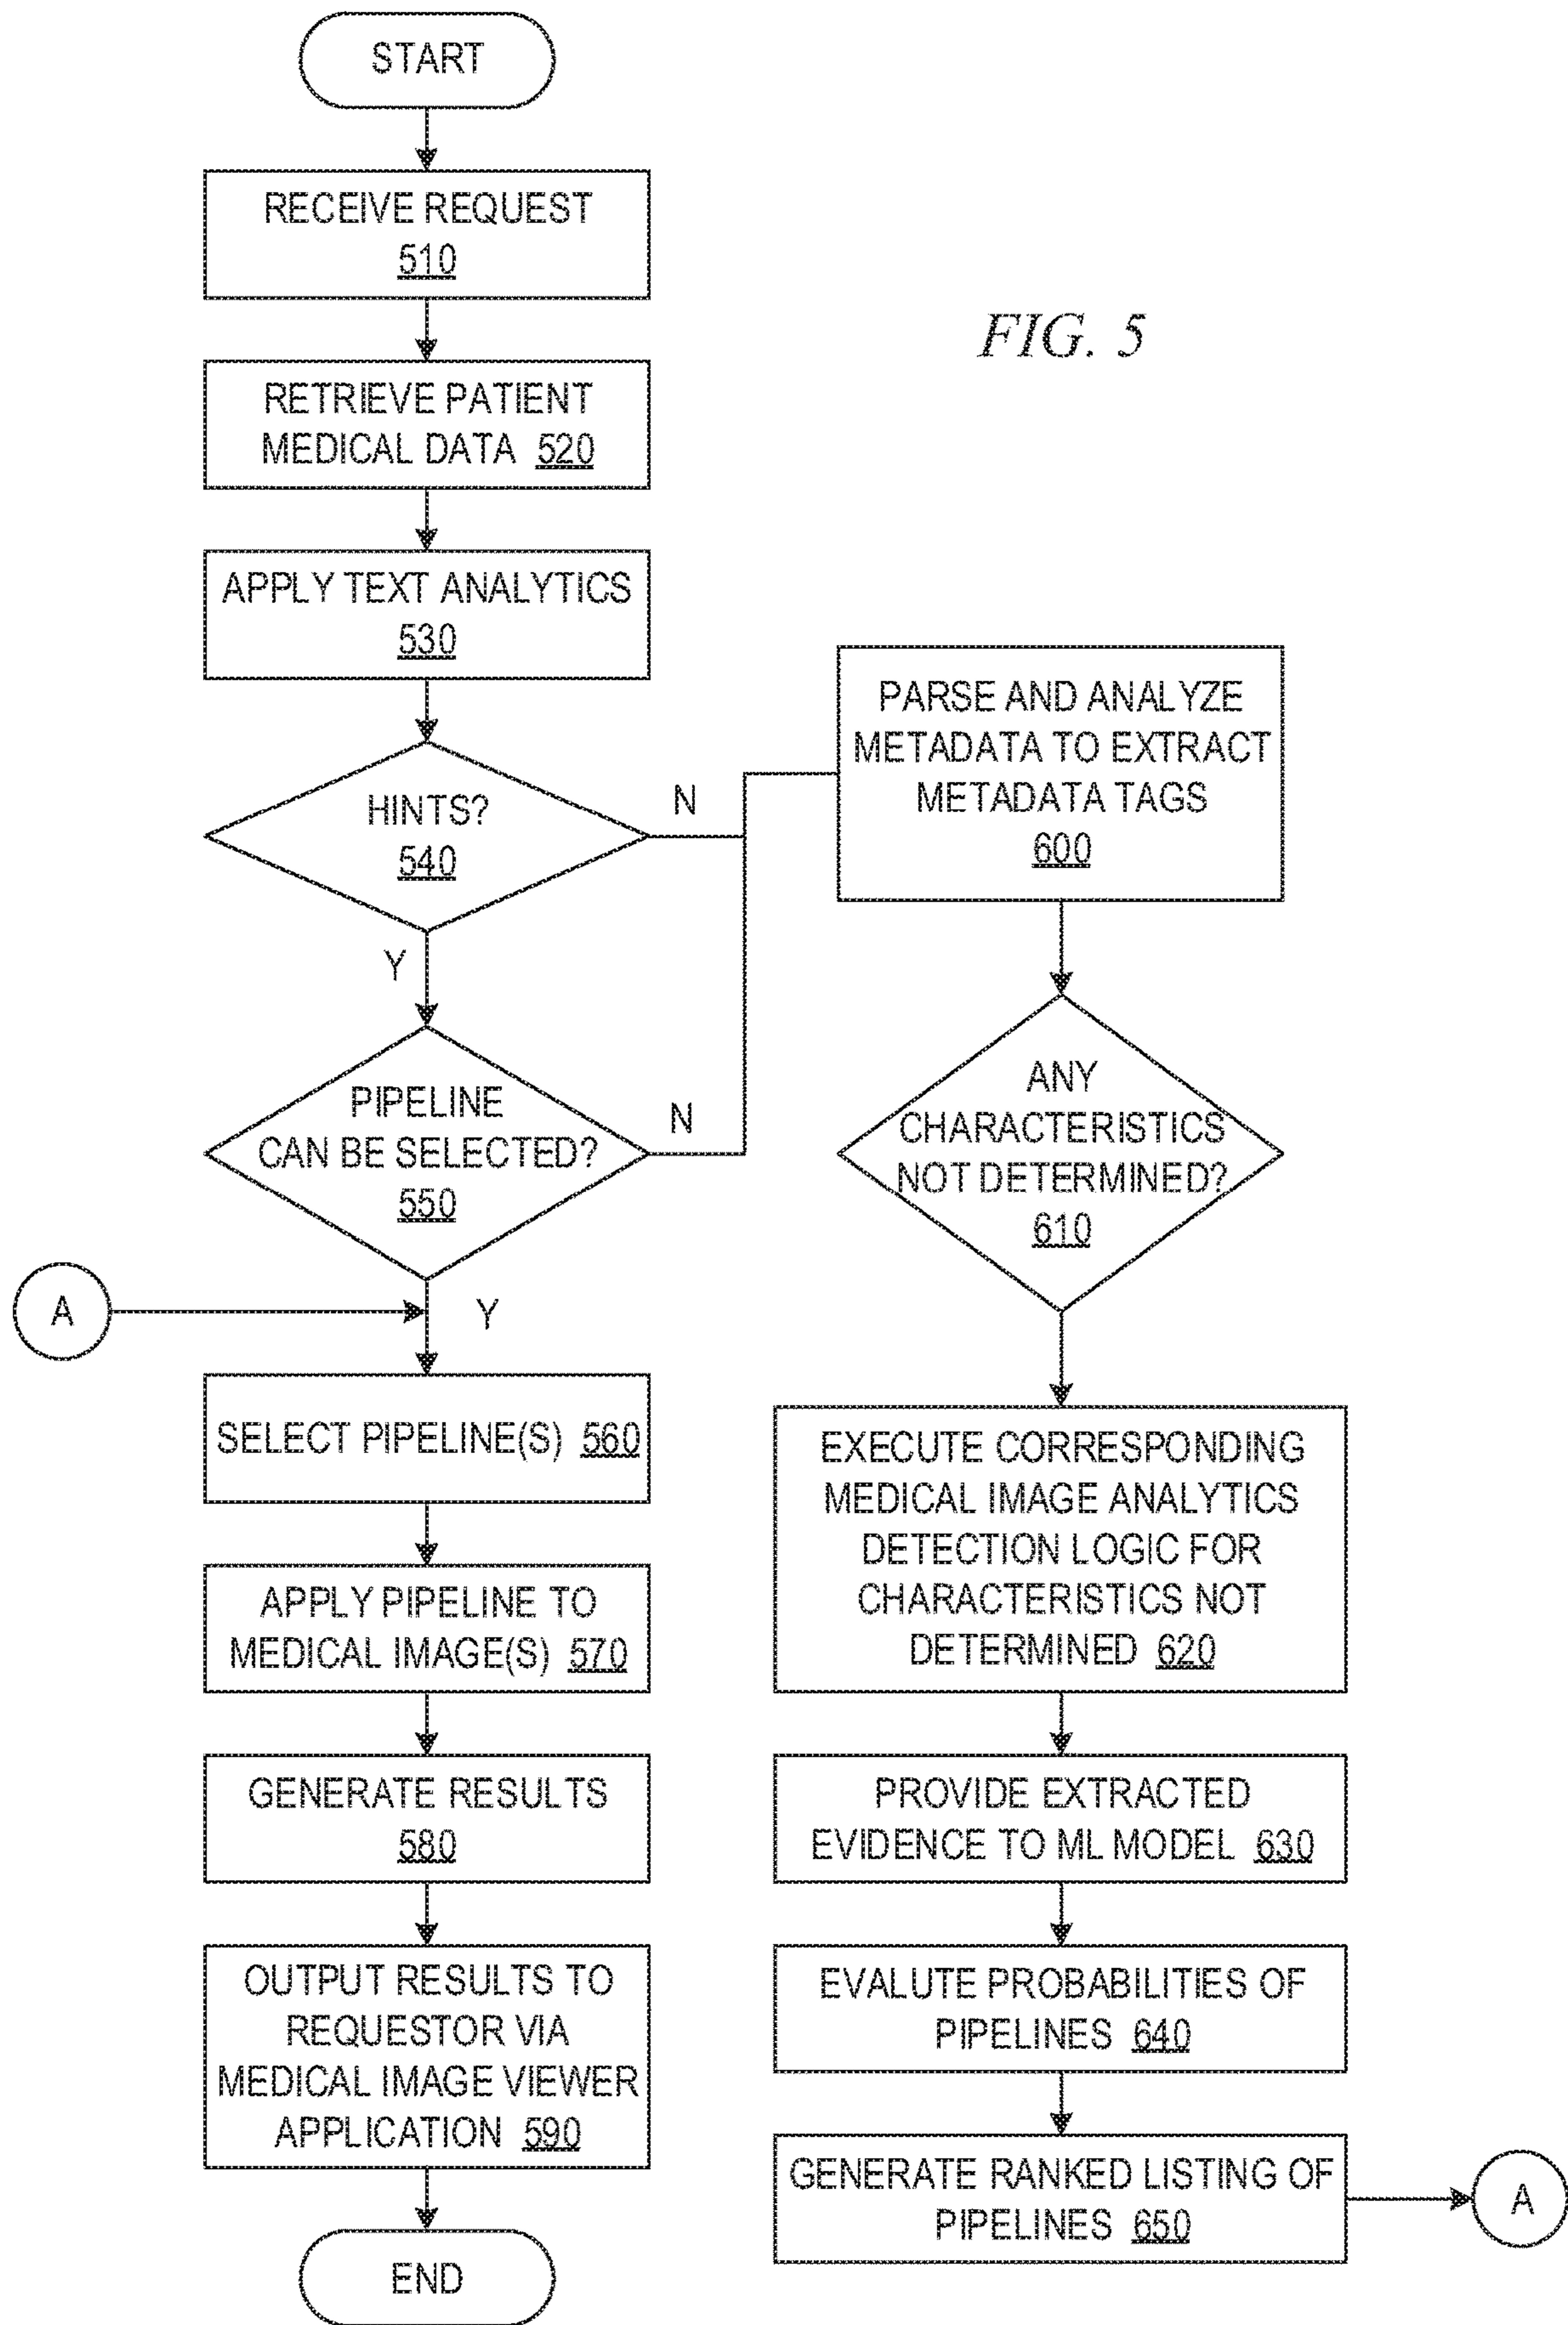 START
RECEIVE REQUEST
510
FIG. 5
RETRIEVE PATIENT
MEDICAL DATA 520
APPLY TEXT ANALYTICS
530
HINTS?
540
N
Y
PIPELINE
CAN BE SELECTED?
550
N
A
Y
SELECT PIPELINE(S) 560
APPLY PIPELINE TO
MEDICAL IMAGE(S) 570
GENERATE RESULTS
580
OUTPUT RESULTS TO
REQUESTOR VIA
MEDICAL IMAGE VIEWER
APPLICATION 590
END
PARSE AND ANALYZE
METADATA TO EXTRACT
METADATA TAGS
600
ANY
CHARACTERISTICS
NOT DETERMINED?
610
EXECUTE CORRESPONDING
MEDICAL IMAGE ANALYTICS
DETECTION LOGIC FOR
CHARACTERISTICS NOT
DETERMINED 620
PROVIDE EXTRACTED
EVIDENCE TO ML MODEL 630
EVALUTE PROBABILITIES OF
PIPELINES 640
GENERATE RANKED LISTING OF
PIPELINES 650
A